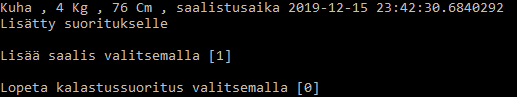 Kuha , 4 Kg , 76 Cm , saalistusaika 2019-12-15 23:42:30.6840292
Lisätty suoritukselle
Lisää saalis valitsemalla [1]
Lopeta kalastussuoritus valitsemalla [0]